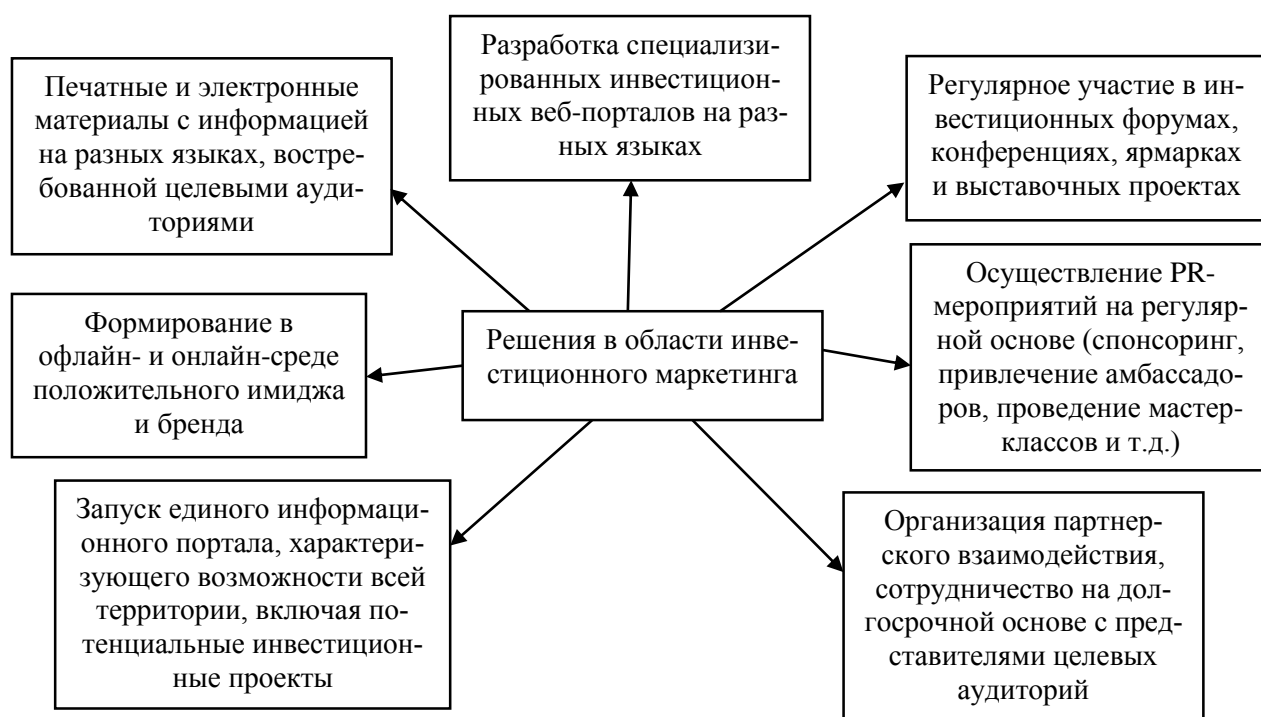 Печатные и электронные
материалы с информацией
на разных языках, востре-
бованной целевыми ауди-
ториями
Разработка специализи-
рованных инвестицион-
ных веб-порталов на раз-
ных языках
Регулярное участие в ин-
вестиционных форумах,
конференциях, ярмарках
и выставочных проектах
Формирование в
офлайн- и онлайн-среде
положительного имиджа
и бренда
Решения в области инве-
стиционного маркетинга
Осуществление PR-
мероприятий на регуляр-
ной основе (спонсоринг,
привлечение амбассадо-
ров, проведение мастер-
классов и т.д.)
Запуск единого информаци-
онного портала, характери-
зующего возможности всей
территории, включая по-
тенциальные инвестицион-
ные проекты
Организация партнер-
ского взаимодействия,
сотрудничество на дол-
госрочной основе с пред-
ставителями целевых
аудиторий